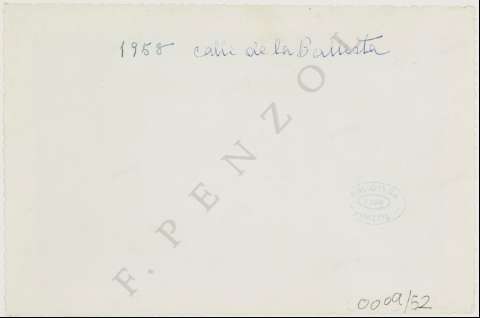 1958 calle de la Ballesta
F. PENZOL
0009/52